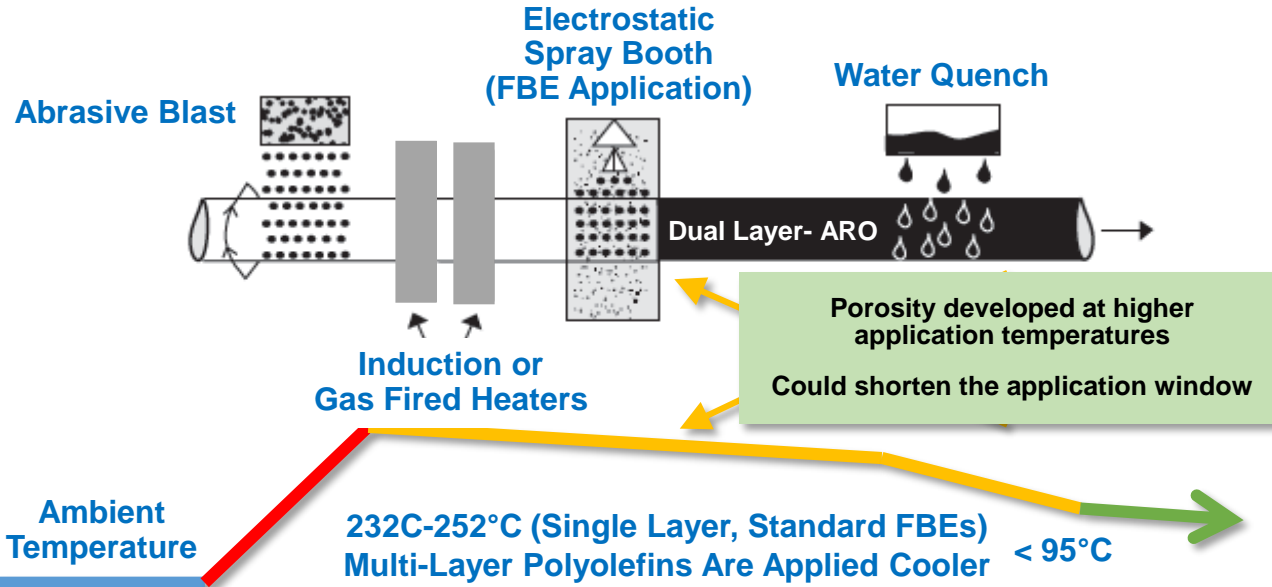 Electrostatic
Spray Booth
(FBE Application)
Water Quench
Abrasive Blast
Dual Layer- ARO
Porosity developed at higher
application temperatures
Could shorten the application window
Induction or
Gas Fired Heaters
Ambient
Temperature
232C-252°C (Single Layer, Standard FBEs)
Multi-Layer Polyolefins Are Applied Cooler
< 95°C